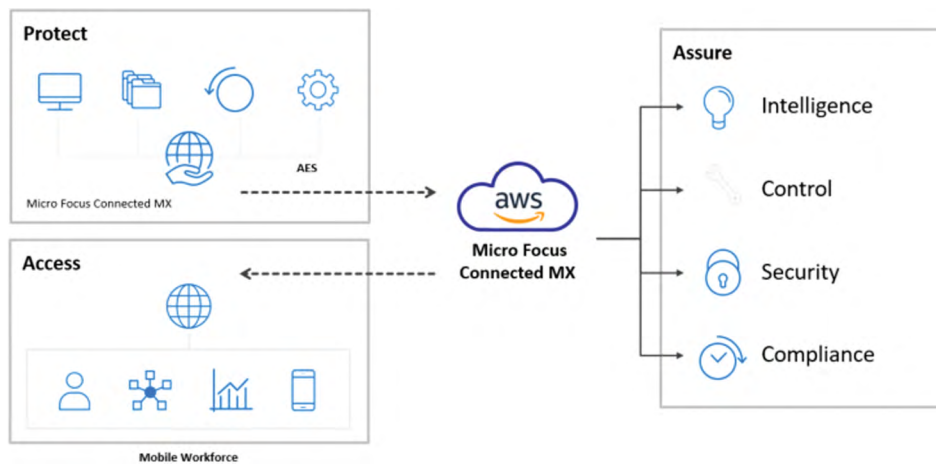 Protect
AES
Micro Focus Connected MX
Access
Mobile Workforce
aws
Micro Focus
Connected MX
Assure
Intelligence
Control
Security
Compliance